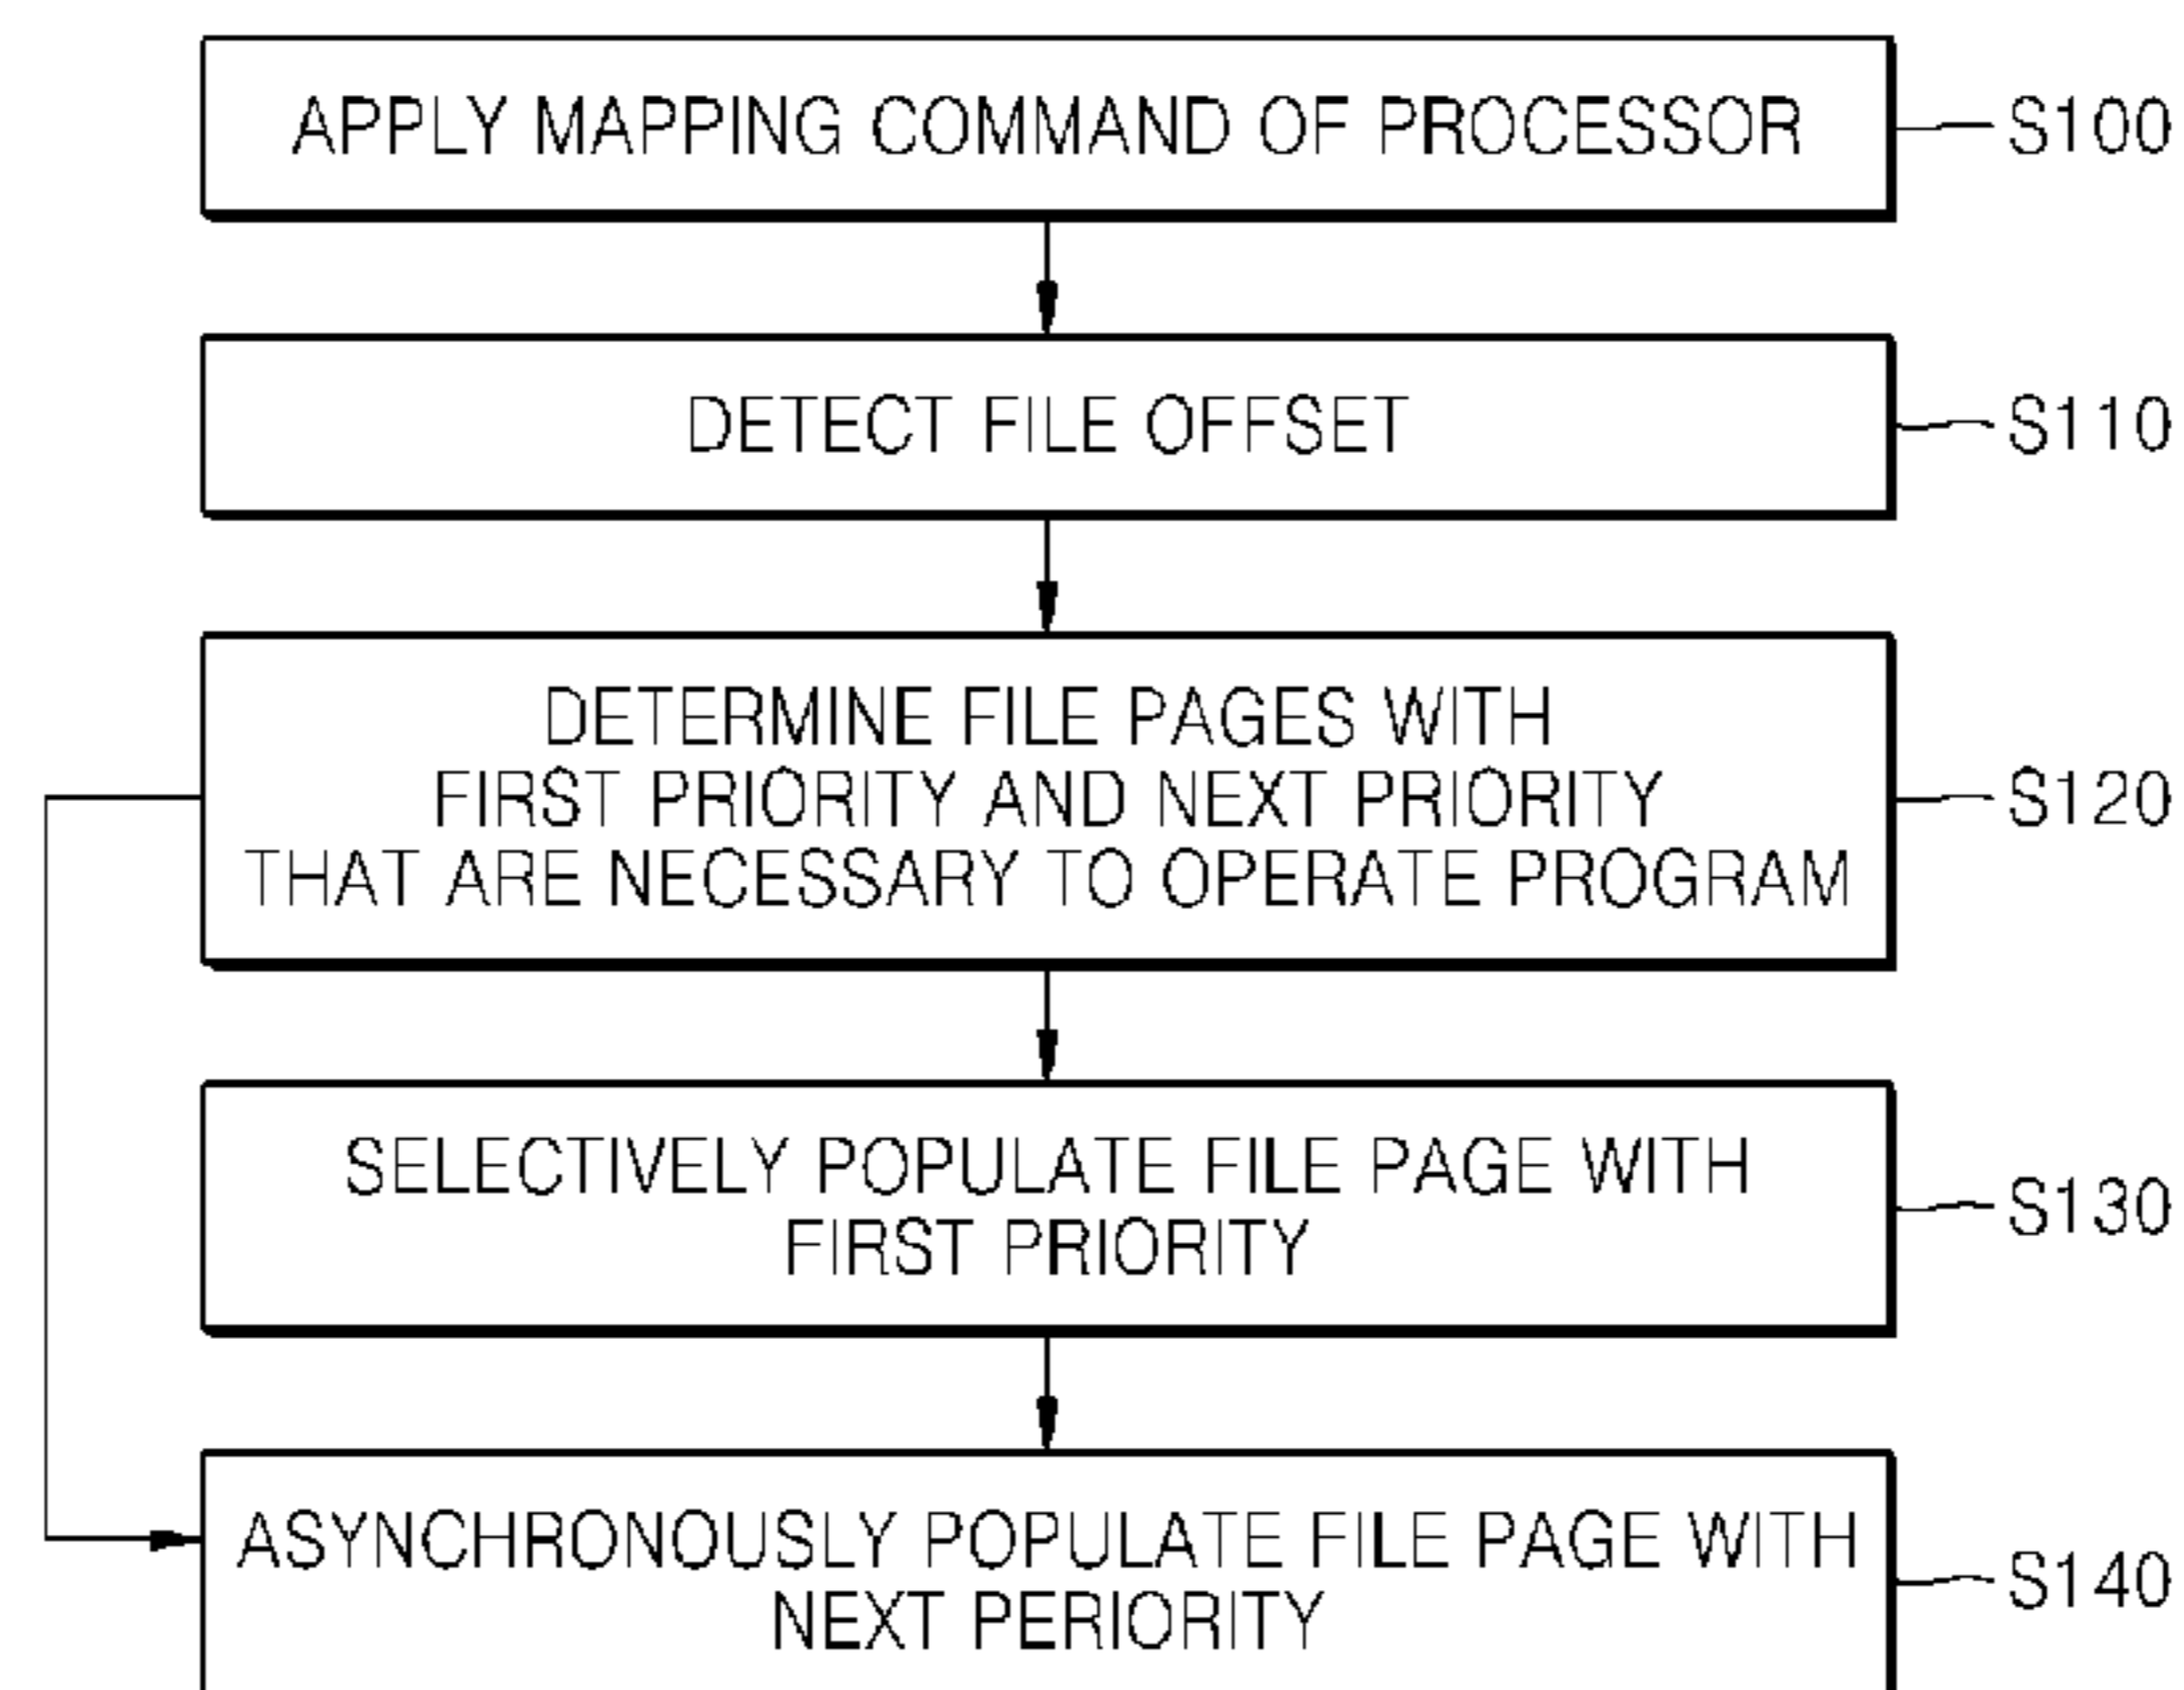 APPLY MAPPING COMMAND OF PROCESSOR
S100
DETECT FILE OFFSET
S110
DETERMINE FILE PAGES WITH
FIRST PRIORITY AND NEXT PRIORITY
THAT ARE NECESSARY TO OPERATE PROGRAM
S120
SELECTIVELY POPULATE FILE PAGE WITH
FIRST PRIORITY
S130
ASYNCHRONOUSLY POPULATE FILE PAGE WITH
NEXT PERIORITY
S140